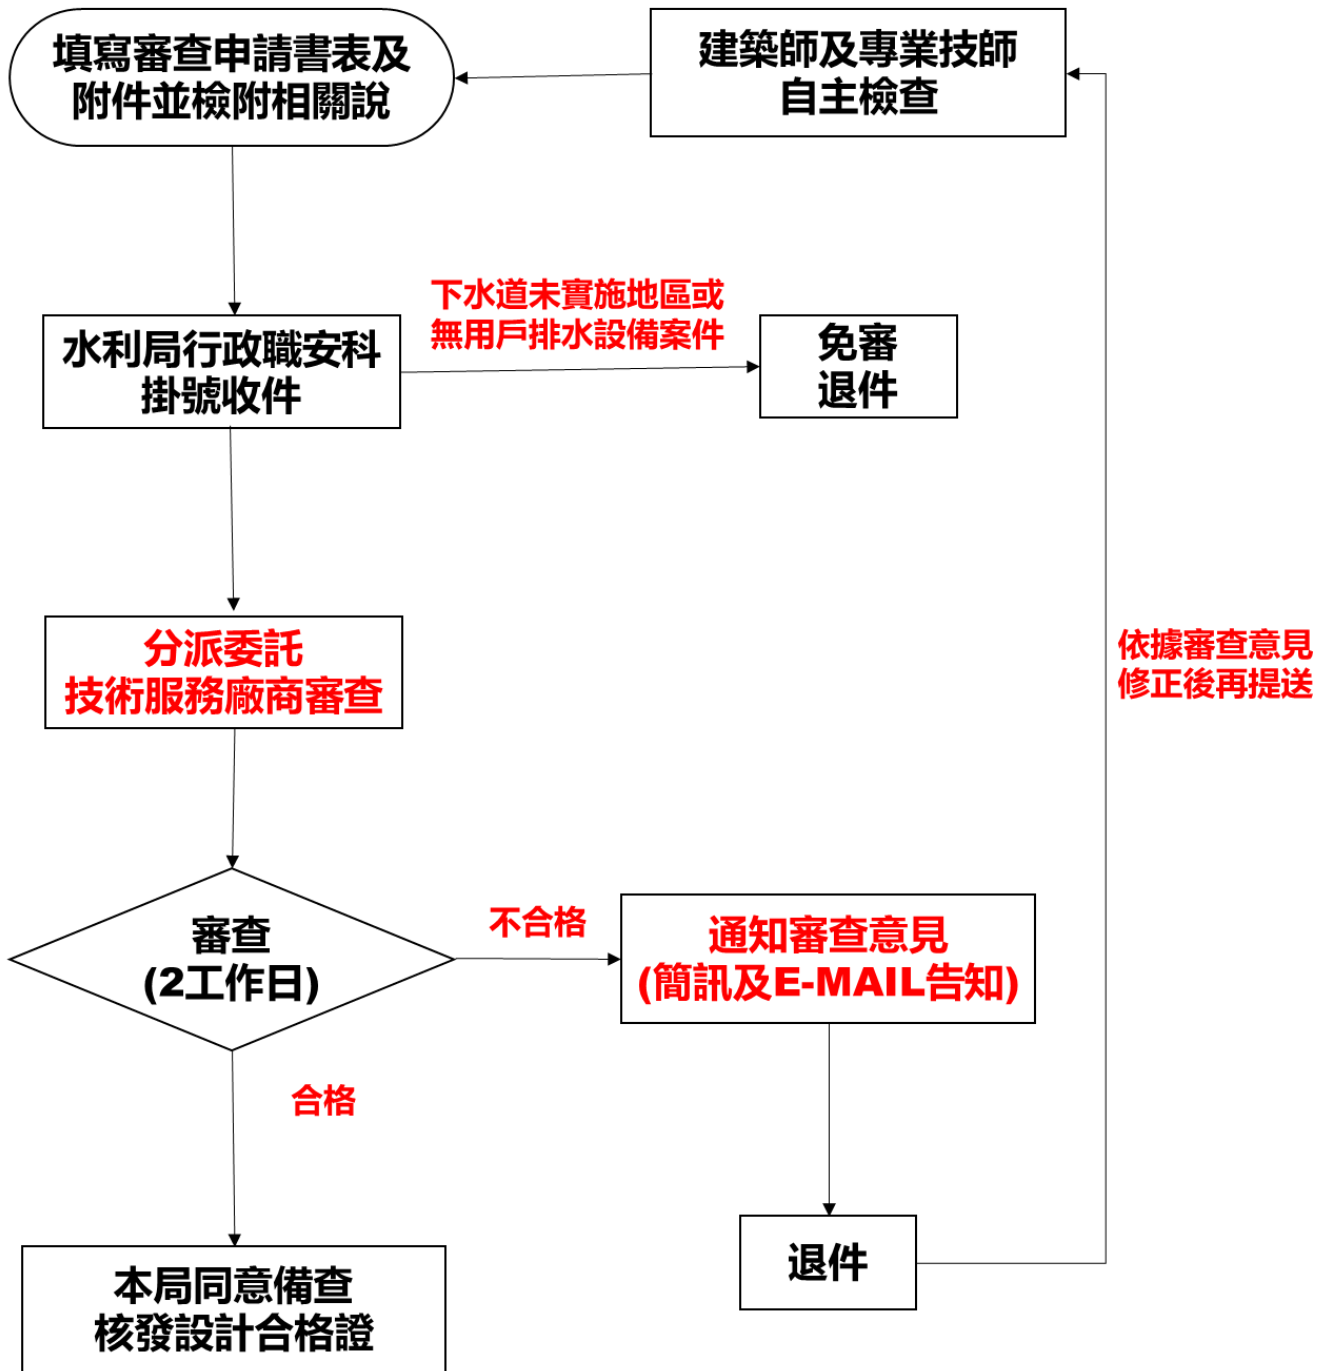 填寫審查申請書表及
附件並檢附相關說
建築師及專業技師
自主檢查
下水道未實施地區或
無用戶排水設備案件
水利局行政職安科
掛號收件
免審
退件
分派委託
技術服務廠商審查
依據審查意見
修正後再提送
審查
(2工作日)
不合格
通知審查意見
(簡訊及E-MAIL告知)
合格
退件
本局同意備查
核發設計合格證